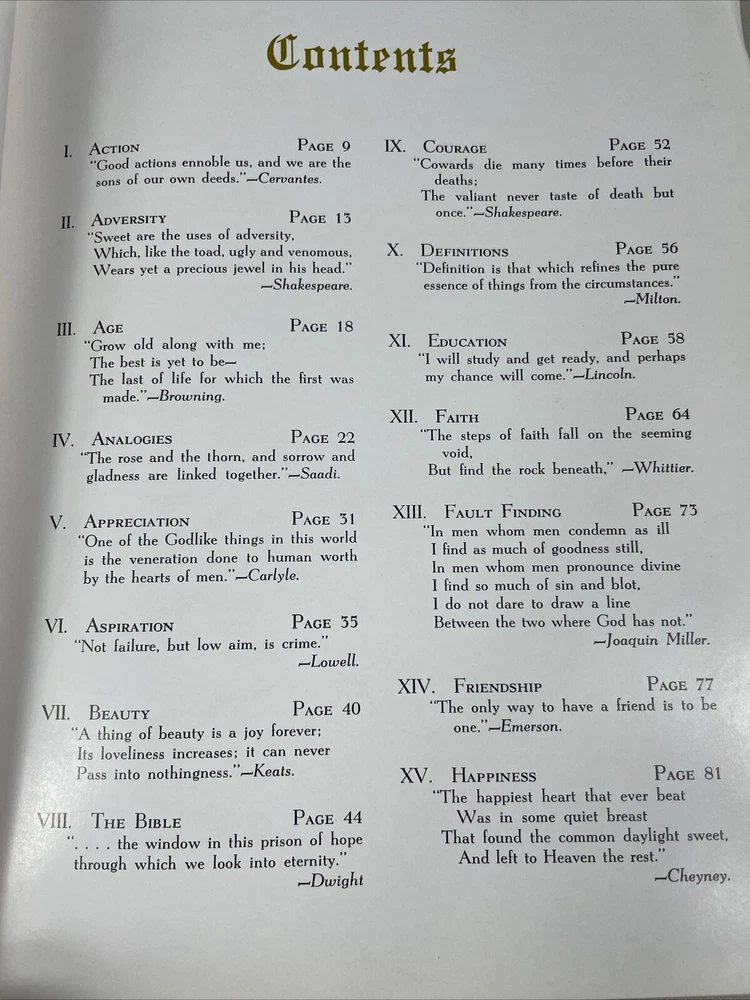 Contents
I. Action Page 9
"Good actions ennoble us, and we are the
sons of our own deeds."—Cervantes.
II. Adversity Page 13
"Sweet are the uses of adversity,
Which, like the toad, ugly and venomous,
Wears yet a precious jewel in his head."
—Shakespeare.
III. Age Page 18
"Grow old along with me;
The best is yet to be—
The last of life for which the first was
made."—Browning.
IV. Analogies Page 22
"The rose and the thorn, and sorrow and
gladness are linked together."—Saadi.
V. Appreciation Page 31
"One of the Godlike things in this world
is the veneration done to human worth
by the hearts of men."—Carlyle.
VI. Aspiration Page 35
"Not failure, but low aim, is crime."
—Lowell.
VII. Beauty Page 40
"A thing of beauty is a joy forever;
Its loveliness increases; it can never
Pass into nothingness."—Keats.
VIII. The Bible Page 44
". . . . the window in this prison of hope
through which we look into eternity."
—Dwight
IX. Courage Page 52
"Cowards die many times before their
deaths;
The valiant never taste of death but
once."—Shakespeare.
X. Definitions Page 56
"Definition is that which refines the pure
essence of things from the circumstances."
—Milton.
XI. Education Page 58
"I will study and get ready, and perhaps
my chance will come."—Lincoln.
XII. Faith Page 64
"The steps of faith fall on the seeming
void,
But find the rock beneath," —Whittier.
XIII. Fault Finding Page 73
"In men whom men condemn as ill
I find as much of goodness still,
In men whom men pronounce divine
I find so much of sin and blot,
I do not dare to draw a line
Between the two where God has not."
—Joaquin Miller.
XIV. Friendship Page 77
"The only way to have a friend is to be
one."—Emerson.
XV. Happiness Page 81
"The happiest heart that ever beat
Was in some quiet breast
That found the common daylight sweet,
And left to Heaven the rest."
—Cheyney.